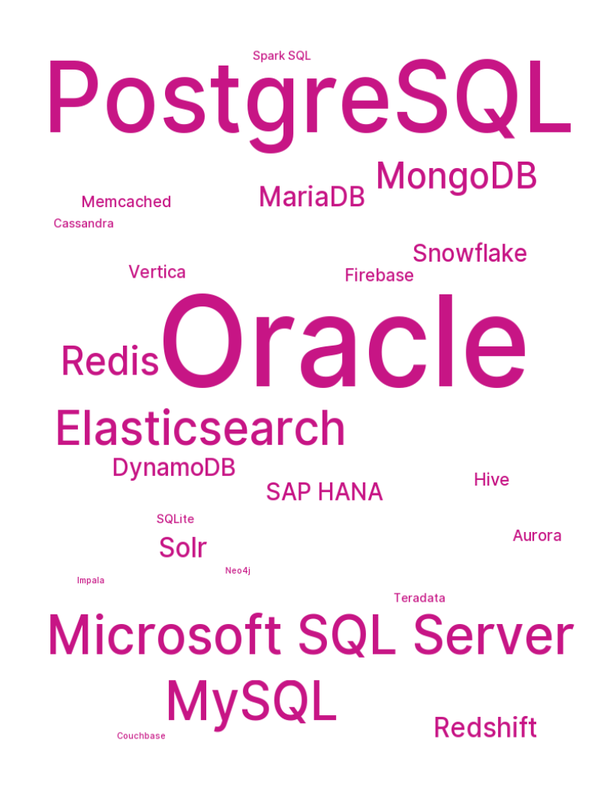 Spark SQL
PostgreSQL
MongoDB
MariaDB
Memcached
Cassandra
Snowflake
Vertica
Firebase
Oracle
Redis
Elasticsearch
DynamoDB
Hive
SAP HANA
SQLite
Aurora
Solr
Neo4j
Impala
Teradata
Microsoft SQL Server
MySQL
Redshift
Couchbase